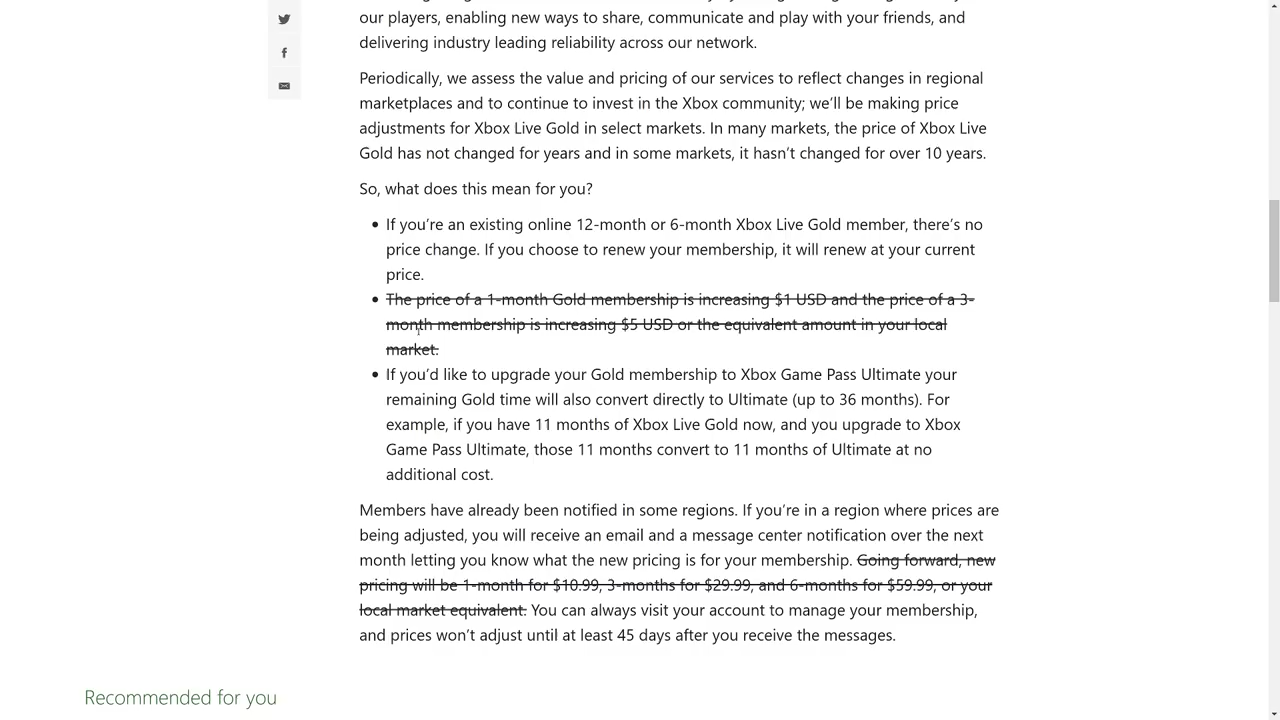 our players, enabling new ways to share, communicate and play with your friends, and
delivering industry leading reliability across our network.
Periodically, we assess the value and pricing of our services to reflect changes in regional
marketplaces and to continue to invest in the Xbox community; we’ll be making price
adjustments for Xbox Live Gold in select markets. In many markets, the price of Xbox Live
Gold has not changed for years and in some markets, it hasn’t changed for over 10 years.
So, what does this mean for you?
If you’re an existing online 12-month or 6-month Xbox Live Gold member, there’s no
price change. If you choose to renew your membership, it will renew at your current
price.
The price of a 1-month Gold membership is increasing $1 USD and the price of a 3-
month membership is increasing $5 USD or the equivalent amount in your local
market.
If you’d like to upgrade your Gold membership to Xbox Game Pass Ultimate your
remaining Gold time will also convert directly to Ultimate (up to 36 months). For
example, if you have 11 months of Xbox Live Gold now, and you upgrade to Xbox
Game Pass Ultimate, those 11 months convert to 11 months of Ultimate at no
additional cost.
Members have already been notified in some regions. If you’re in a region where prices are
being adjusted, you will receive an email and a message center notification over the next
month letting you know what the new pricing is for your membership. Going forward, new
pricing will be 1-month for $10.99, 3-months for $29.99, and 6-months for $59.99, or your
local market equivalent. You can always visit your account to manage your membership,
and prices won’t adjust until at least 45 days after you receive the messages.
Recommended for you